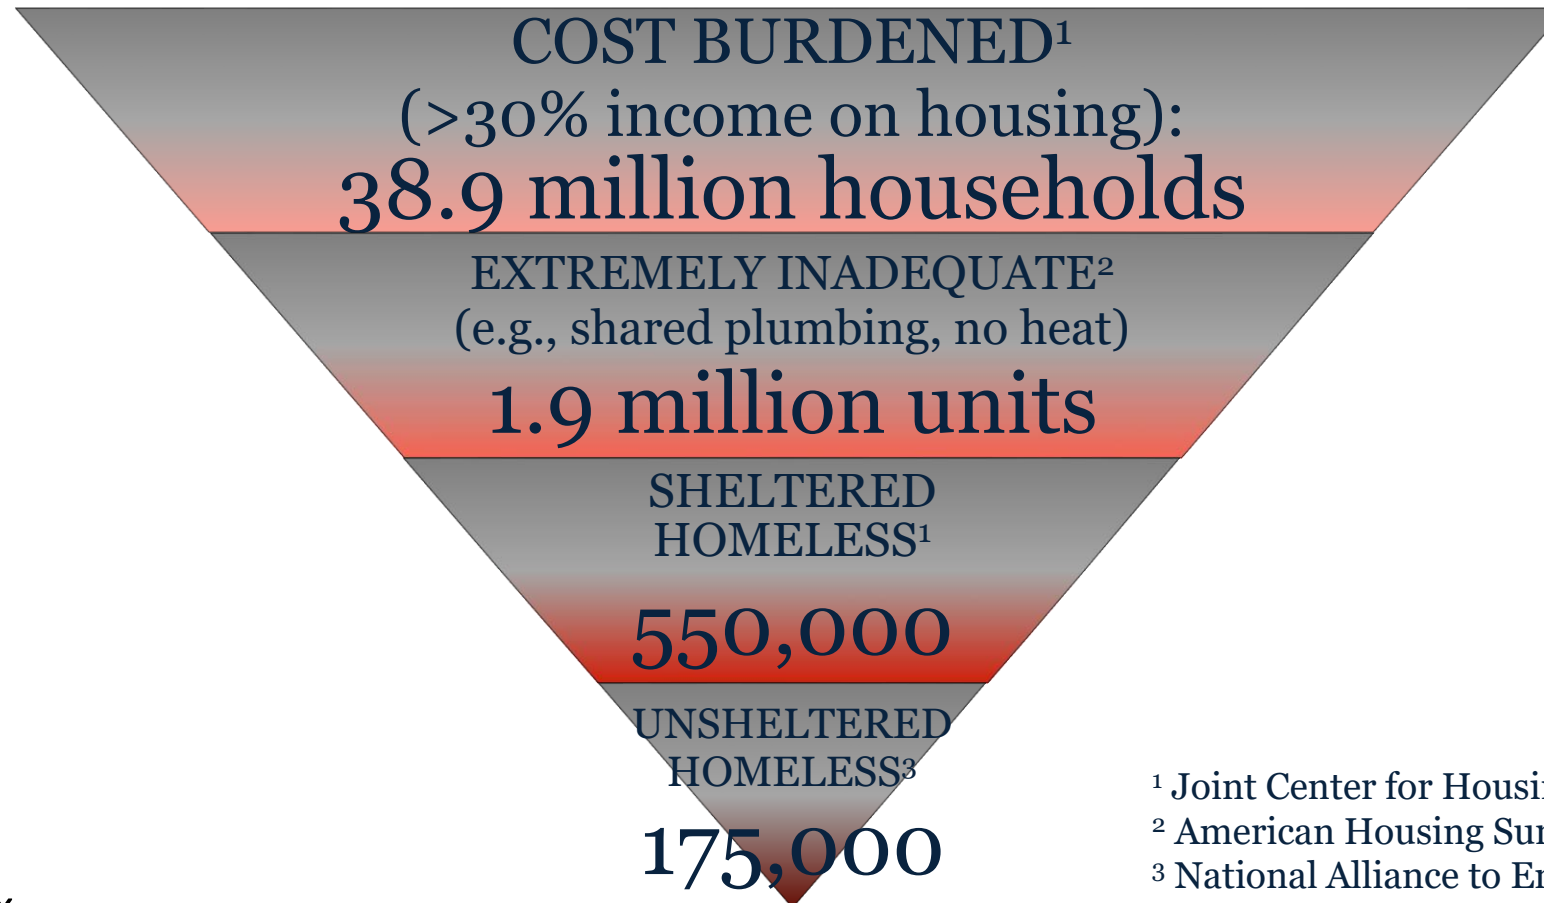 COST BURDENED¹
(>30% income on housing):
38.9 million households
EXTREMELY INADEQUATE²
(e.g., shared plumbing, no heat)
1.9 million units
SHELTERED
HOMELESS¹
550,000
UNSHELTERED
HOMELESS³
175,000
¹ Joint Center for
² American Housing
³ National Alliance to